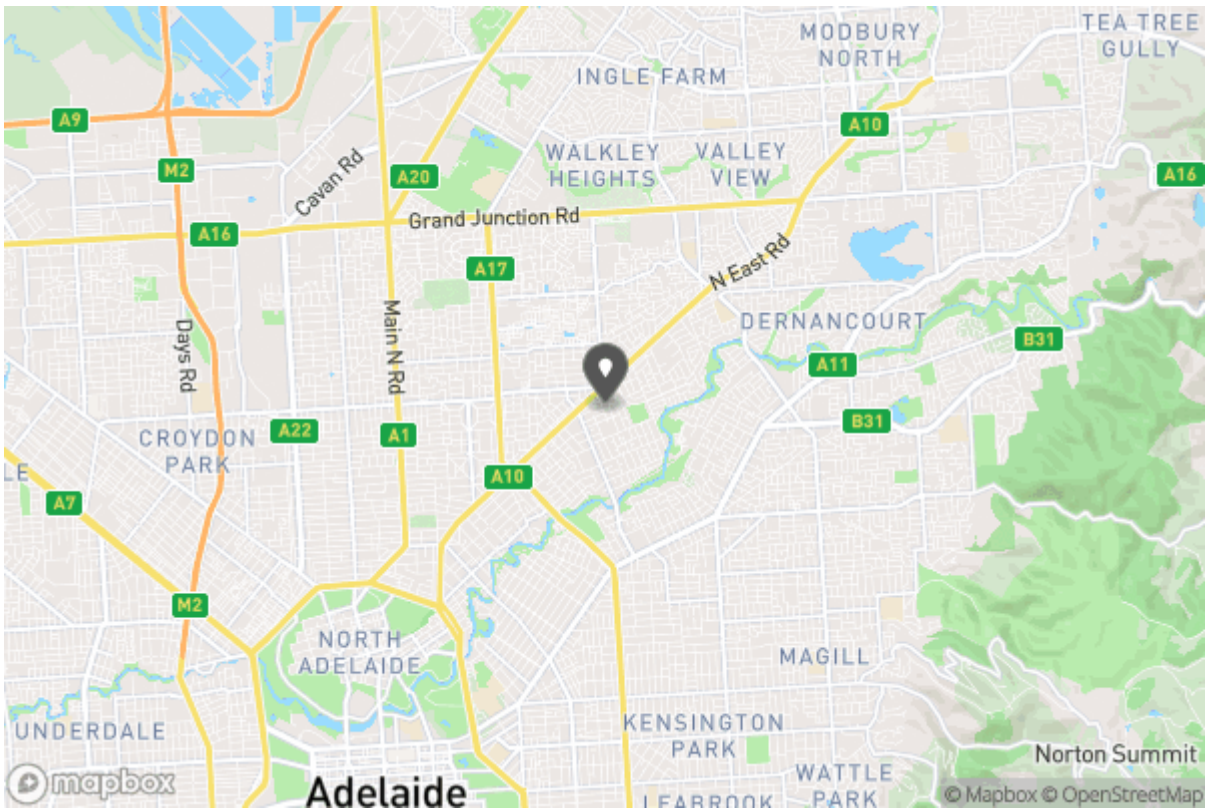 MODBURY
NORTH
TEA TREE
GULLY
INGLE FARM
A9
A10
M2
Cavan Rd
A20
WALKLEY
HEIGHTS
VALLEY
VIEW
A16
Grand Junction Rd
A16
A17
N East Rd
Main N Rd
Days Rd
DERNANCOURT
B31
A11
A22
A1
B31
CROYDON
PARK
LE
A10
A7
M2
NORTH
ADELAIDE
MAGILL
UNDERDALE
KENSINGTON
PARK
Norton Summit
WATTLE
PARK
mapbox
Adelaide
LEABROOK
© Mapbox © OpenStreetMap